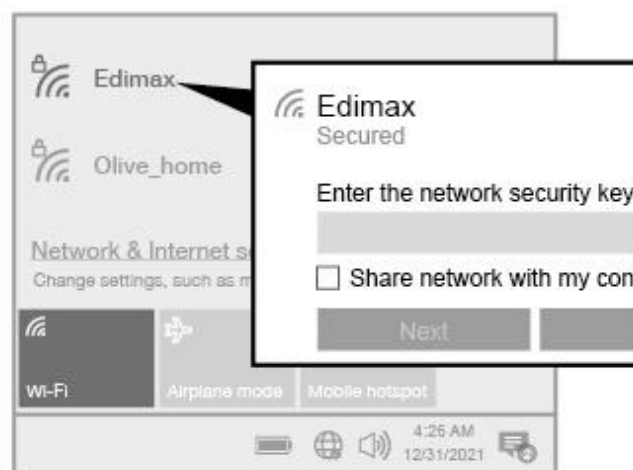 Edimax
Olive_home
Network & Internet
Change settings, such as
Wi-Fi
Airplane mode
Mobile hotspot
4:26 AM
12/31/2021
2
Edimax
Secured
Enter the network security key
Share network with my con
Next